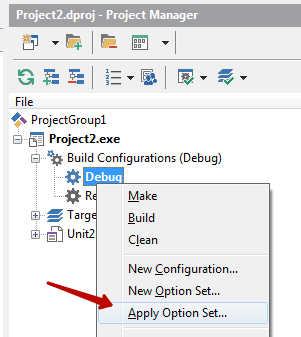 Project2.dproj - Project Manager
File
ProjectGroup1
Project2.exe
Build Configurations (Debug)
Debug
Make
Build
Clean
New Configuration...
New Option Set...
Apply Option Set...
Re
Targe
Unit2